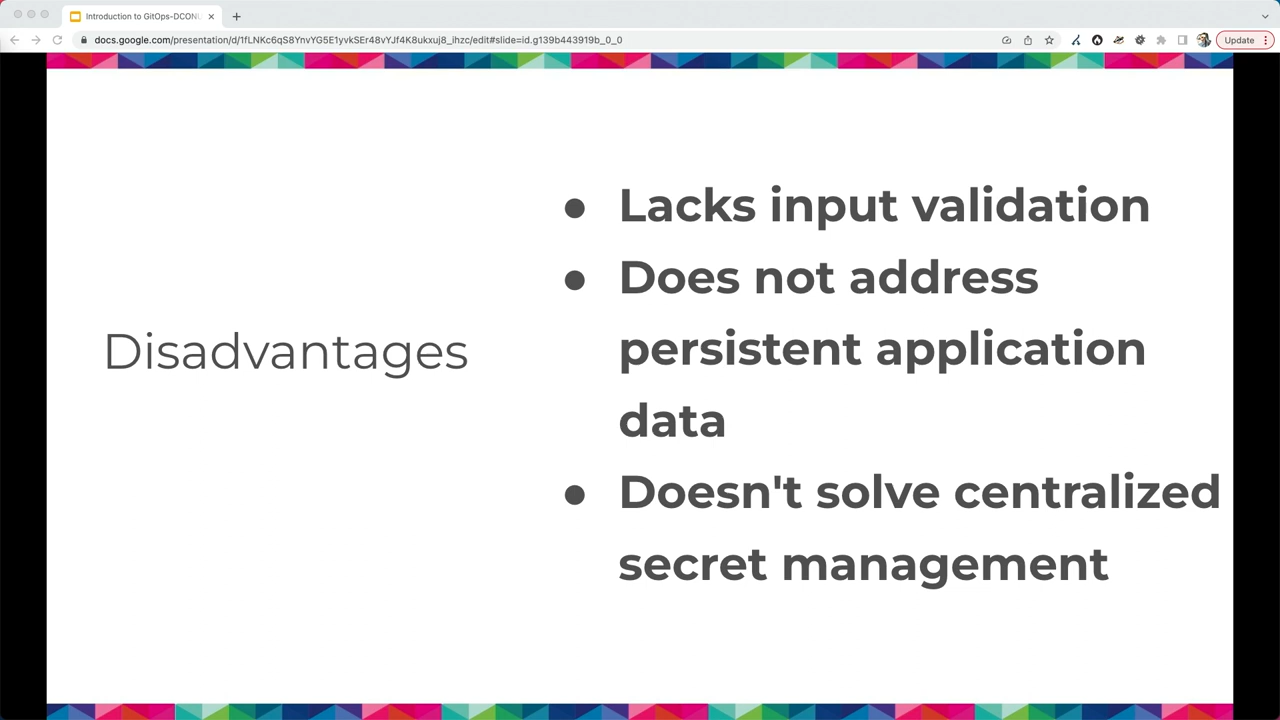 Introduction to GitOps-DCON
docs.google.com/presentation/d/1fLNKc6qS8YnvYG5E1yvkSEr48vYJf4K8ukxuj8_ihzc/edit#slide=id.g139b443919b_0_0
Update
Disadvantages
● Lacks input validation
● Does not address
persistent application
data
● Doesn't solve centralized
secret management